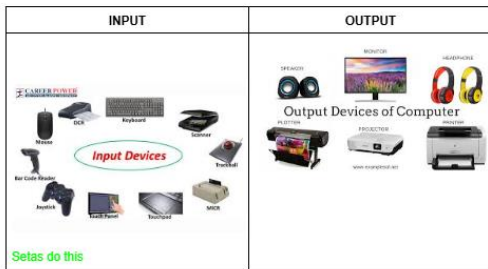 INPUT
OUTPUT
CAREER POWER
OCR
Keyboard
Scanner
Mouse
Input Devices
Trackball
Bar Code Reader
Joystick
Touch Panel
Touchpad
MICR
Setas do this
SPEAKER
MONITOR
HEADPHONE
Output Devices of Computer
PLOTTER
PROJECTOR
PRINTER